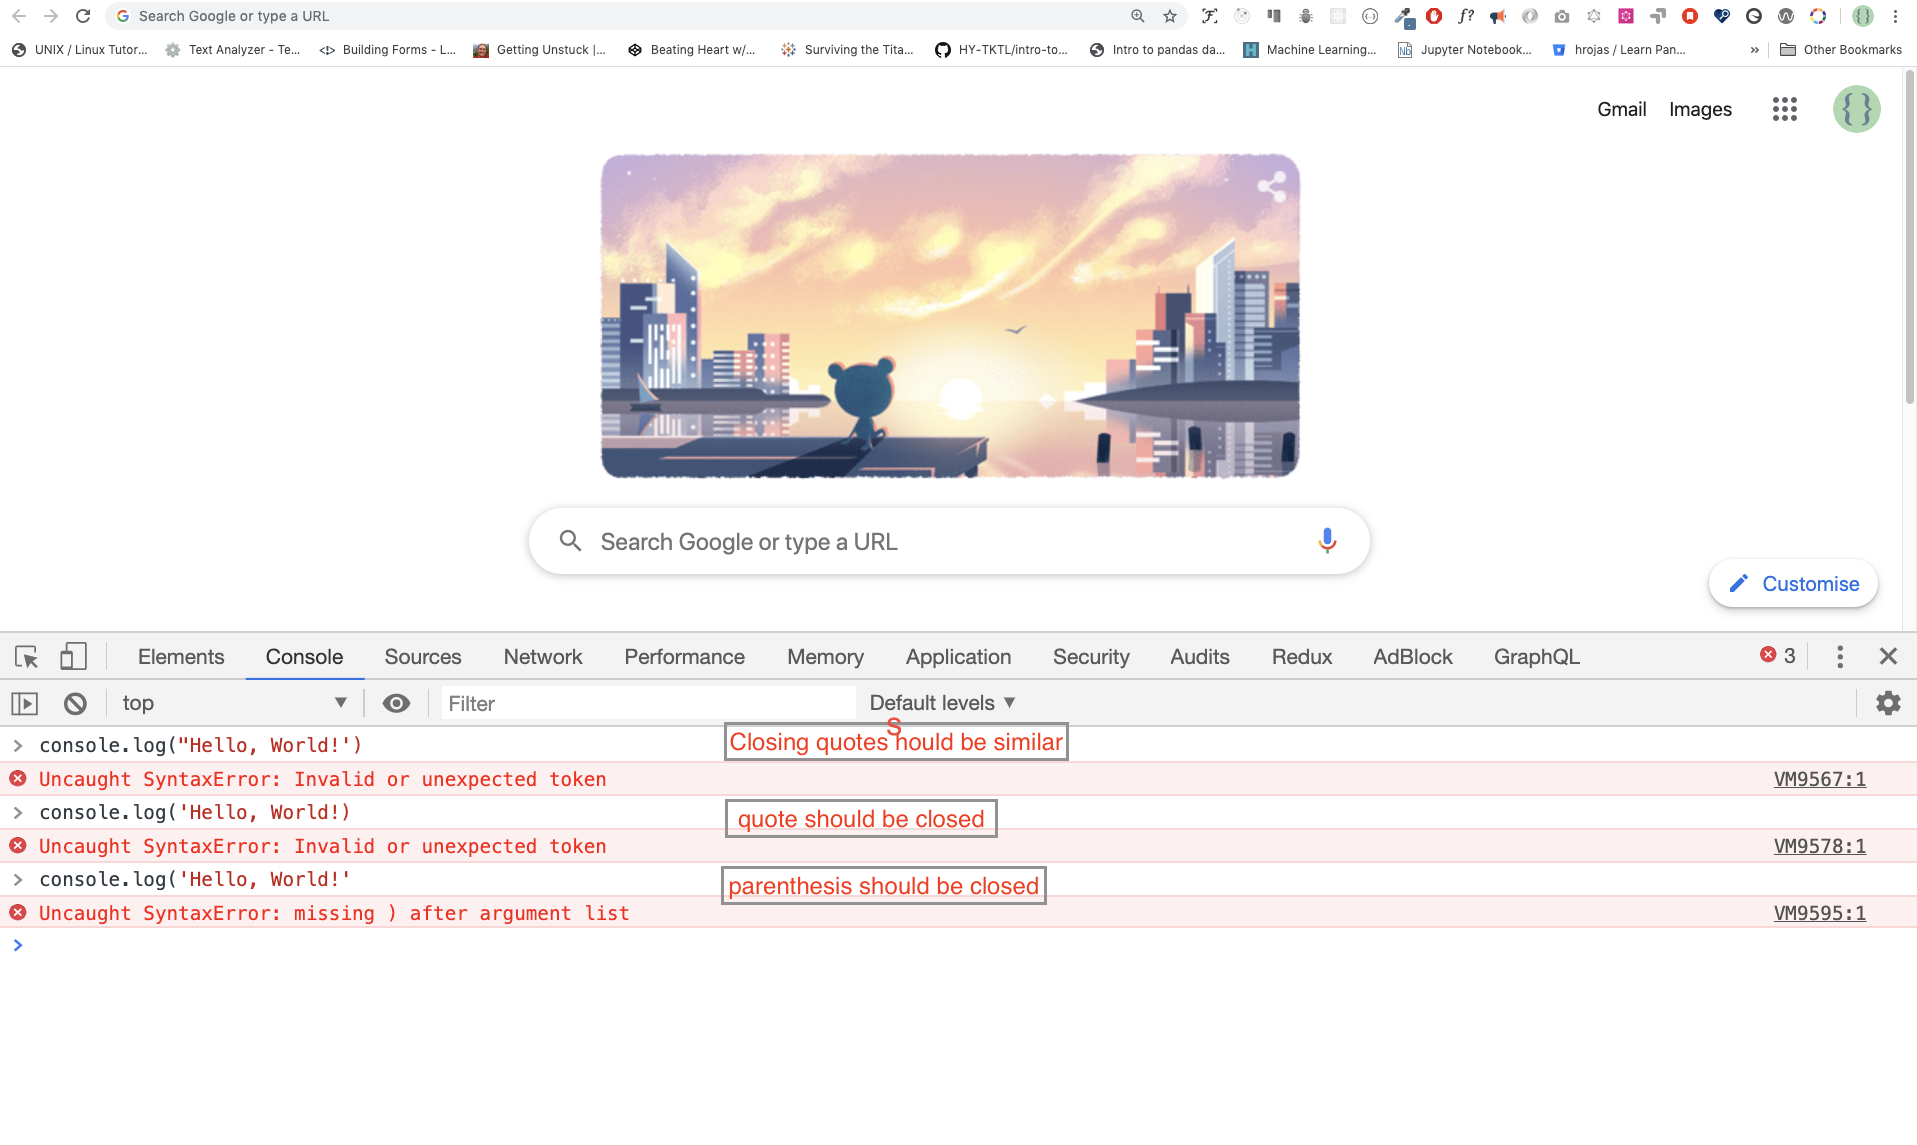 Search Google or type a URL
UNIX / Linux Tutor... Text Analyzer - Te... Building Forms - L... Getting Unstuck |... Beating Heart w/... Surviving the Tita... HY-TKTL/intro-to... Intro to pandas da... Machine Learning... Jupyter Notebook... hrojas / Learn Pan... » Other Bookmarks
Gmail Images
Search Google or type a URL
Customise
Elements Console Sources Network Performance Memory Application Security Audits Redux AdBlock GraphQL 3
top Filter Default levels ▼
s
> console.log("Hello, World!') Closing quotes hould be similar
Uncaught SyntaxError: Invalid or unexpected token VM9567:1
> console.log('Hello, World!) quote should be closed
Uncaught SyntaxError: Invalid or unexpected token VM9578:1
> console.log('Hello, World!' parenthesis should be closed
Uncaught SyntaxError: missing ) after argument list VM9595:1
>